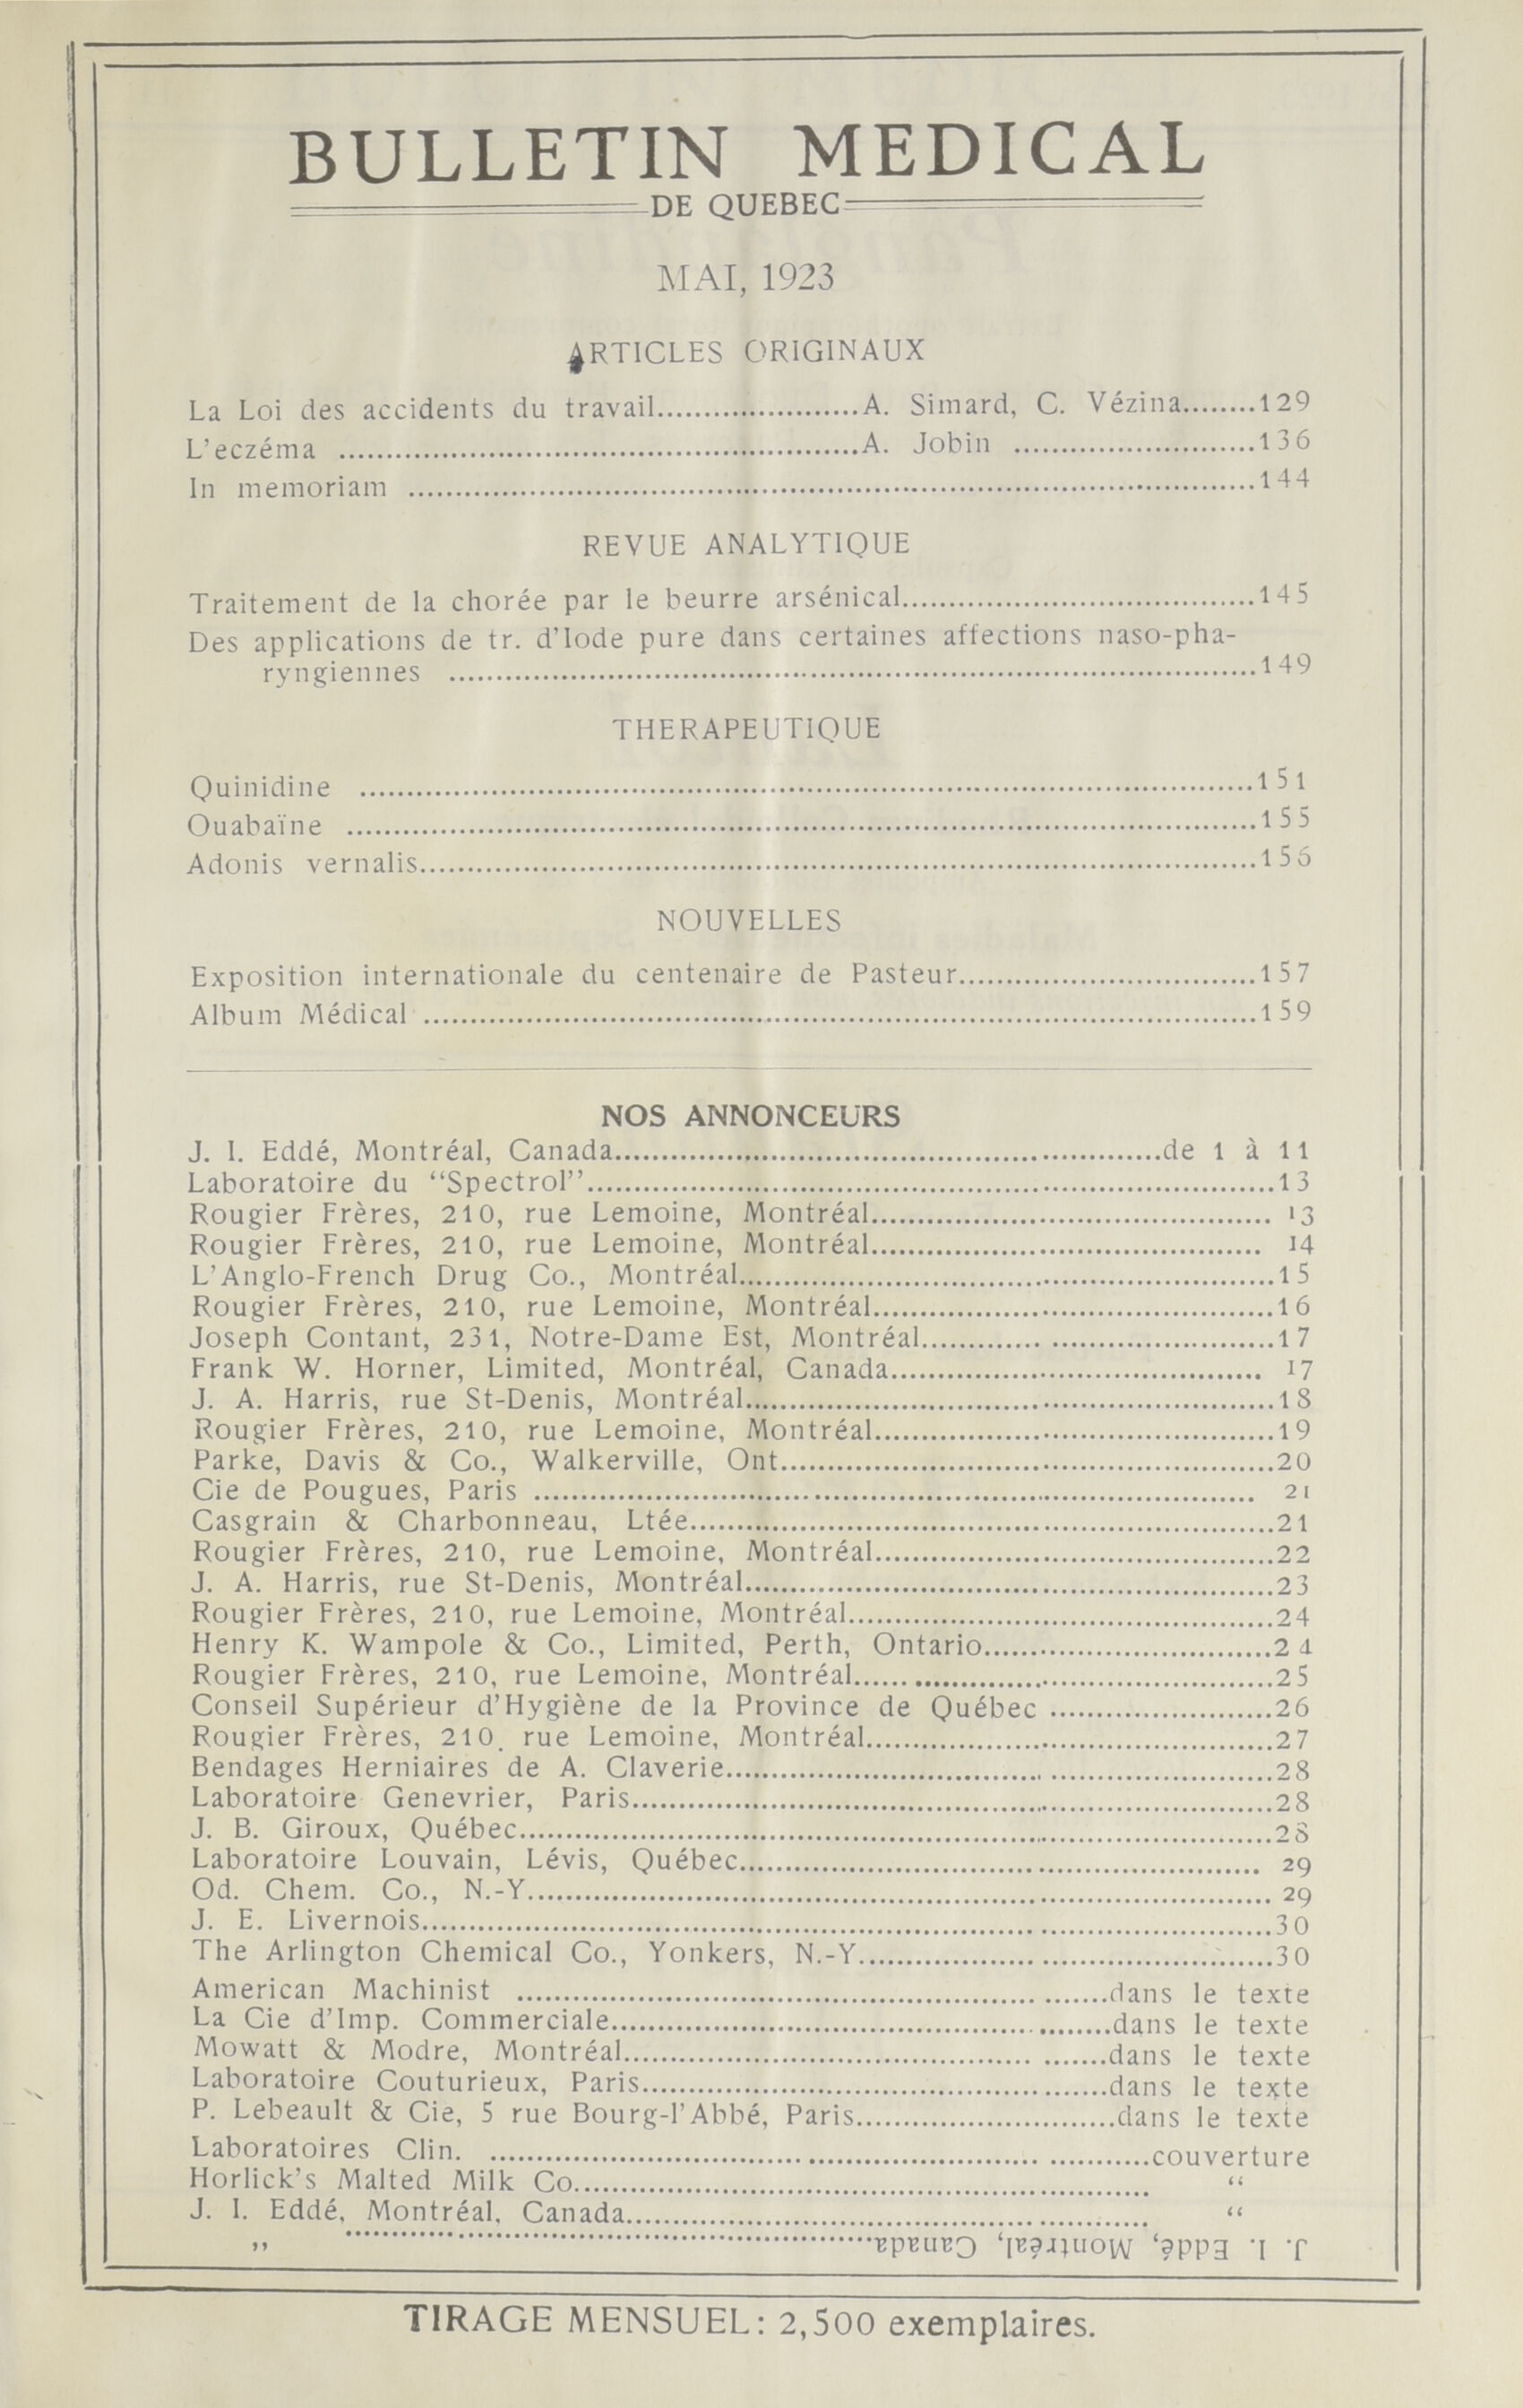 BULLETIN MEDICAL
DE QUEBEC
MAI, 1923
ARTICLES ORIGINAUX
La Loi des accidents du travail......................A. Simard, C. Vézina........129
L'eczéma ........................................................A. Jobin ..........................136
In memoriam ............................................................................................144
REVUE ANALYTIQUE
Traitement de la chorée par le beurre arsénical......................................145
Des applications de tr. d'Iode pure dans certaines affections naso-pha-
ryngiennes ........................................................................................149
THERAPEUTIQUE
Quinidine .................................................................................................151
Ouabaïne ..................................................................................................155
Adonis vernalis..........................................................................................156
NOUVELLES
Exposition internationale du centenaire de Pasteur................................157
Album Médical ..........................................................................................159
NOS ANNONCEURS
J. I. Eddé, Montréal, Canada............................................................de 1 à 11
Laboratoire du “Spectrol”..........................................................................13
Rougier Frères, 210, rue Lemoine, Montréal........................................... 13
Rougier Frères, 210, rue Lemoine, Montréal.......................................... 14
L'Anglo-French Drug Co., Montréal.........................................................15
Rougier Frères, 210, rue Lemoine, Montréal...........................................16
Joseph Contant, 231, Notre-Dame Est, Montréal.....................................17
Frank W. Horner, Limited, Montréal, Canada........................................ 17
J. A. Harris, rue St-Denis, Montréal.........................................................18
Rougier Frères, 210, rue Lemoine, Montréal...........................................19
Parke, Davis & Co., Walkerville, Ont.....................................................20
Cie de Pougues, Paris .............................................................................. 21
Casgrain & Charbonneau, Ltée...............................................................21
Rougier Frères, 210, rue Lemoine, Montréal...........................................22
J. A. Harris, rue St-Denis, Montréal.........................................................23
Rougier Frères, 210, rue Lemoine, Montréal..............................................24
Henry K. Wampole & Co., Limited, Perth, Ontario...............................24
Rougier Frères, 210, rue Lemoine, Montréal.............................................25
Conseil Supérieur d'Hygiène de la Province de Québec ........................26
Rougier Frères, 210. rue Lemoine, Montréal............................................27
Bendages Herniaires de A. Claverie...........................................................28
Laboratoire Genevrier, Paris.....................................................................28
J. B. Giroux, Québec.................................................................................28
Laboratoire Louvain, Lévis, Québec........................................................ 29
Od. Chem. Co., N.-Y................................................................................ 29
J. E. Livernois............................................................................................30
The Arlington Chemical Co., Yonkers, N.-Y............................................30
American Machinist ...............................................................dans le texte
La Cie d'Imp. Commerciale......................................................dans le texte
Mowatt & Modre, Montréal....................................................dans le texte
Laboratoire Couturieux, Paris..................................................dans le texte
P. Lebeault & Cie, 5 rue Bourg-l'Abbé, Paris............................dans le texte
Laboratoires Clin. .......................................................................couverture
Horlick's Malted Milk Co.............................................................. “
J. I. Eddé, Montréal, Canada........................................................ “
J. I. Eddé, Montréal, Canada........................................................ “
TIRAGE MENSUEL: 2,500 exemplaires.